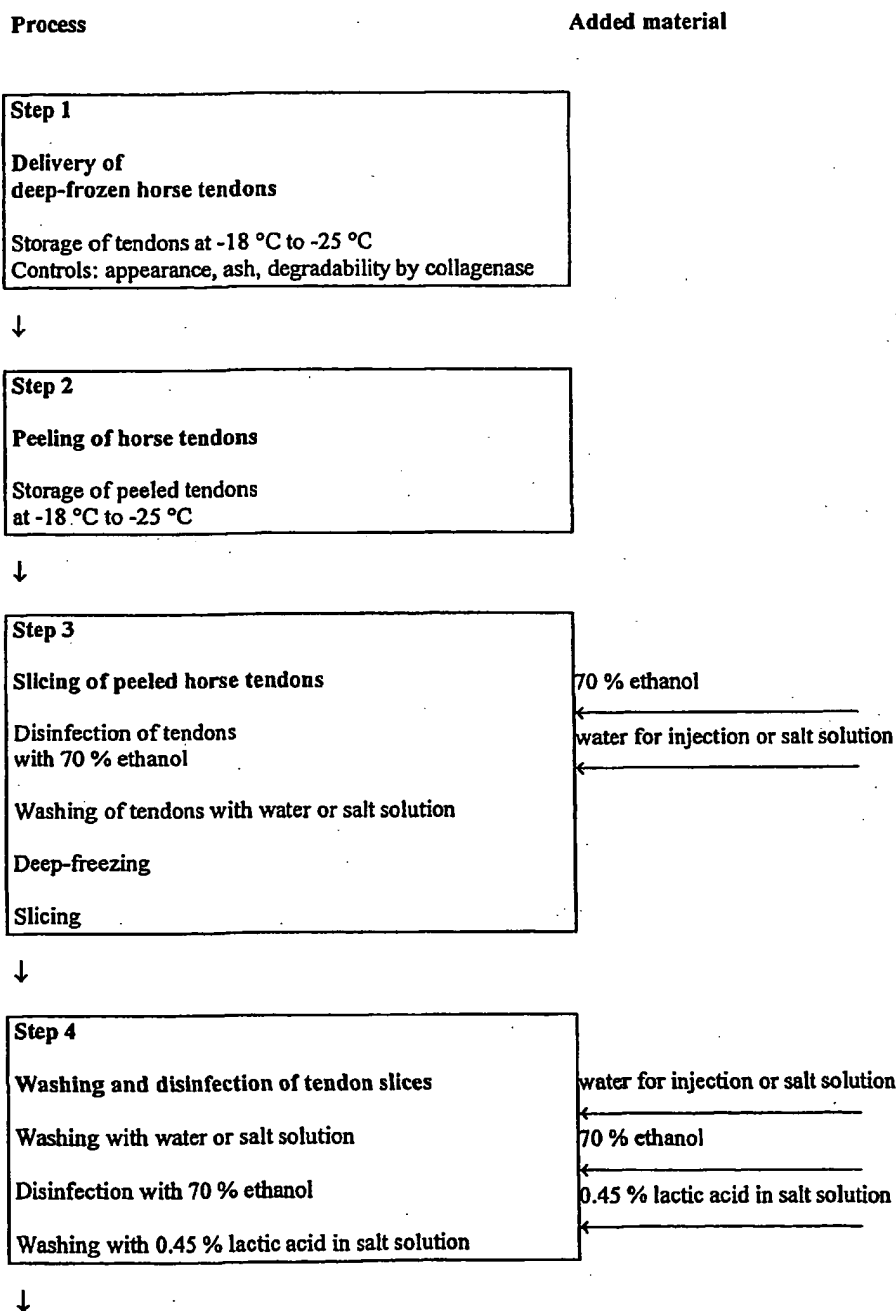 Process Added material
Step 1
Delivery of
deep-frozen horse tendons
Storage of tendons at -18 °C to -25 °C
Controls: appearance, ash, degradability by collagenase
↓
Step 2
Peeling of horse tendons
Storage of peeled tendons
at -18 °C to -25 °C
↓
Step 3
Slicing of peeled horse tendons
70 % ethanol
Disinfection of tendons
with 70 % ethanol
water for injection or salt solution
Washing of tendons with water or salt solution
Deep-freezing
Slicing
↓
Step 4
Washing and disinfection of tendon slices
water for injection or salt solution
Washing with water or salt solution
70 % ethanol
Disinfection with 70 % ethanol
0.45 % lactic acid in salt solution
Washing with 0.45 % lactic acid in salt solution
↓